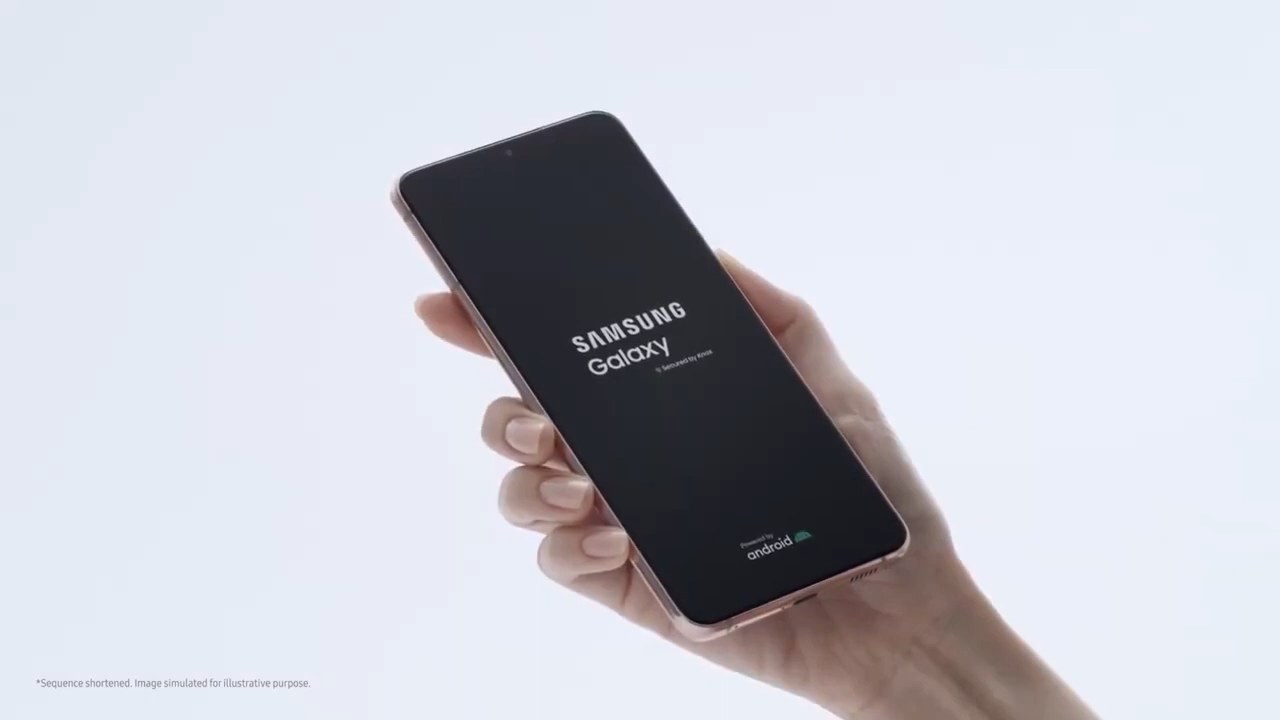 SAMSUNG
Galaxy
Secured by Knox
Powered by
android
*Sequence shortened. Image simulated for illustrative purpose.